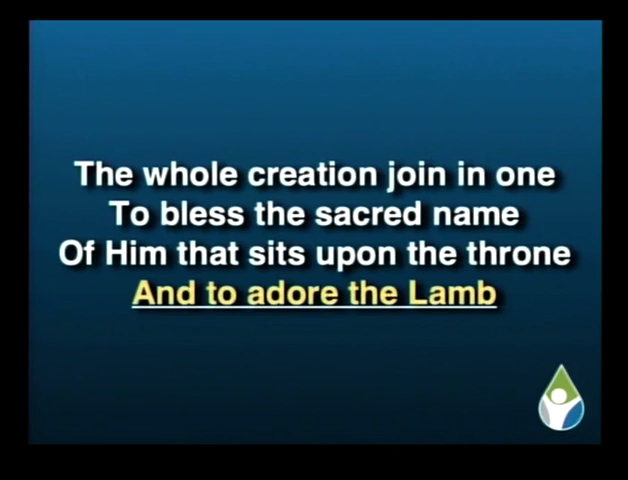 The whole creation join in one
To bless the sacred name
Of Him that sits upon the throne
And to adore the Lamb